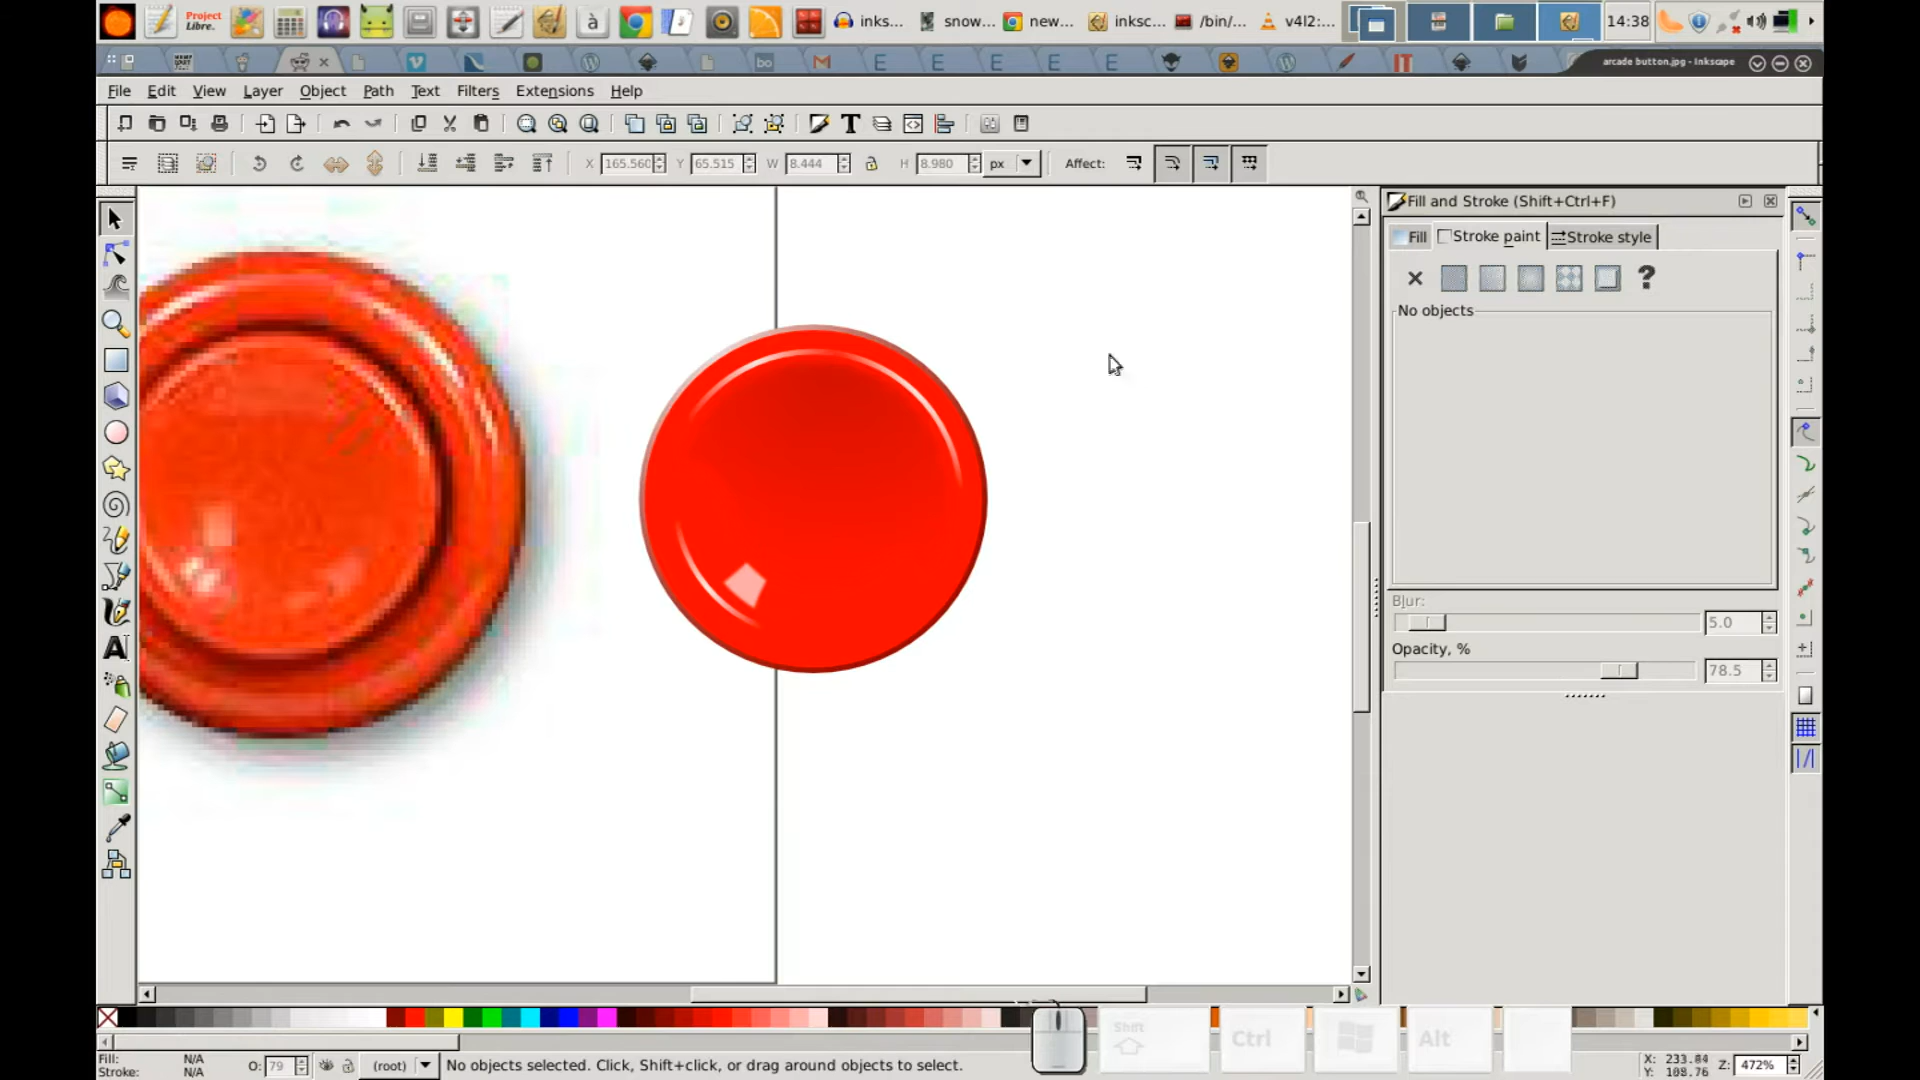 Project
Libre.
à
inks...
snow...
new...
inksc...
/bin/...
v4l2:...
14:38
bo
IT
arcade button.jpg - Inkscape
File Edit View Layer Object Path Text Filters Extensions Help
X 165.560 Y 65.515 W 8.444 H 8.980 px Affect:
Fill and Stroke (Shift+Ctrl+F)
Fill Stroke paint Stroke style
No objects
Blur:
5.0
Opacity, %
78.5
Shift
Ctrl
Alt
Fill: N/A
Stroke: N/A
O: 79
(root)
No objects selected. Click, Shift+click, or drag around objects to select.
X: 233.84
Y: 108.76
Z: 472%